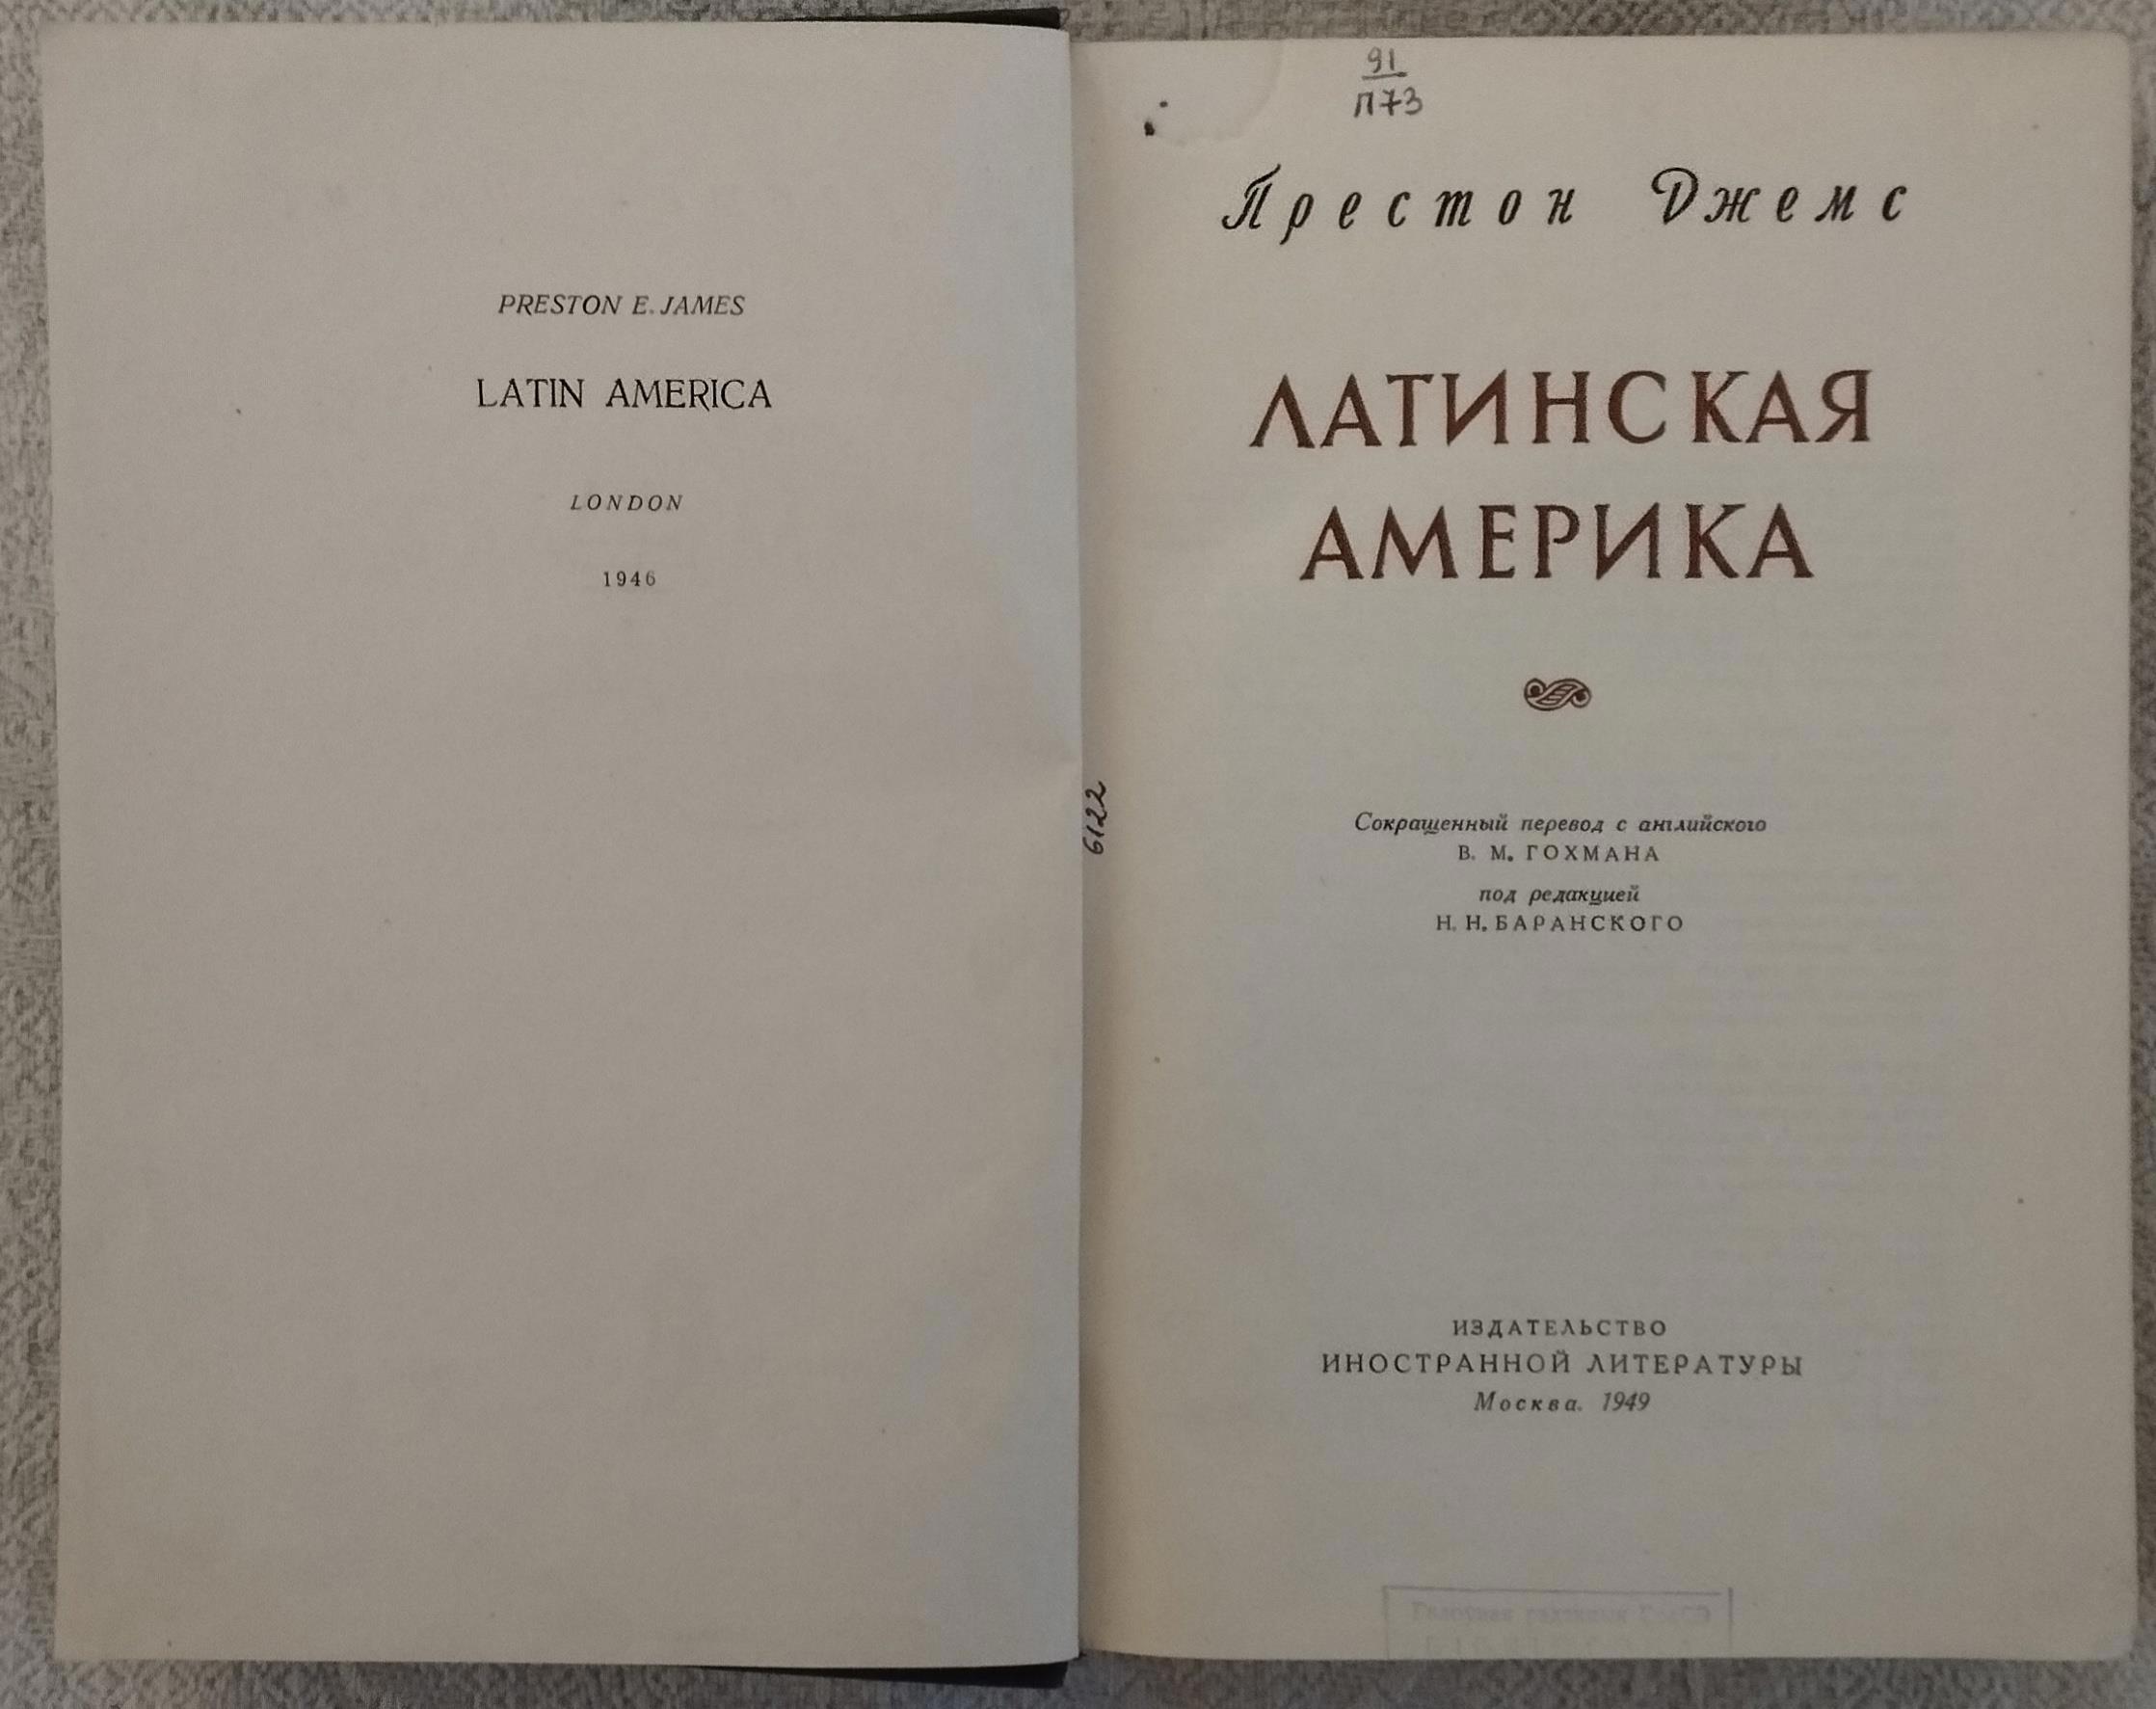 PRESTON E. JAMES
LATIN AMERICA
LONDON
1946
91
П73
Престон Джемс
ЛАТИНСКАЯ
АМЕРИКА
6122
Сокращенный перевод с английского
В. М. ГОХМАНА
под редакцией
Н. Н. БАРАНСКОГО
ИЗДАТЕЛЬСТВО
ИНОСТРАННОЙ ЛИТЕРАТУРЫ
Москва. 1949